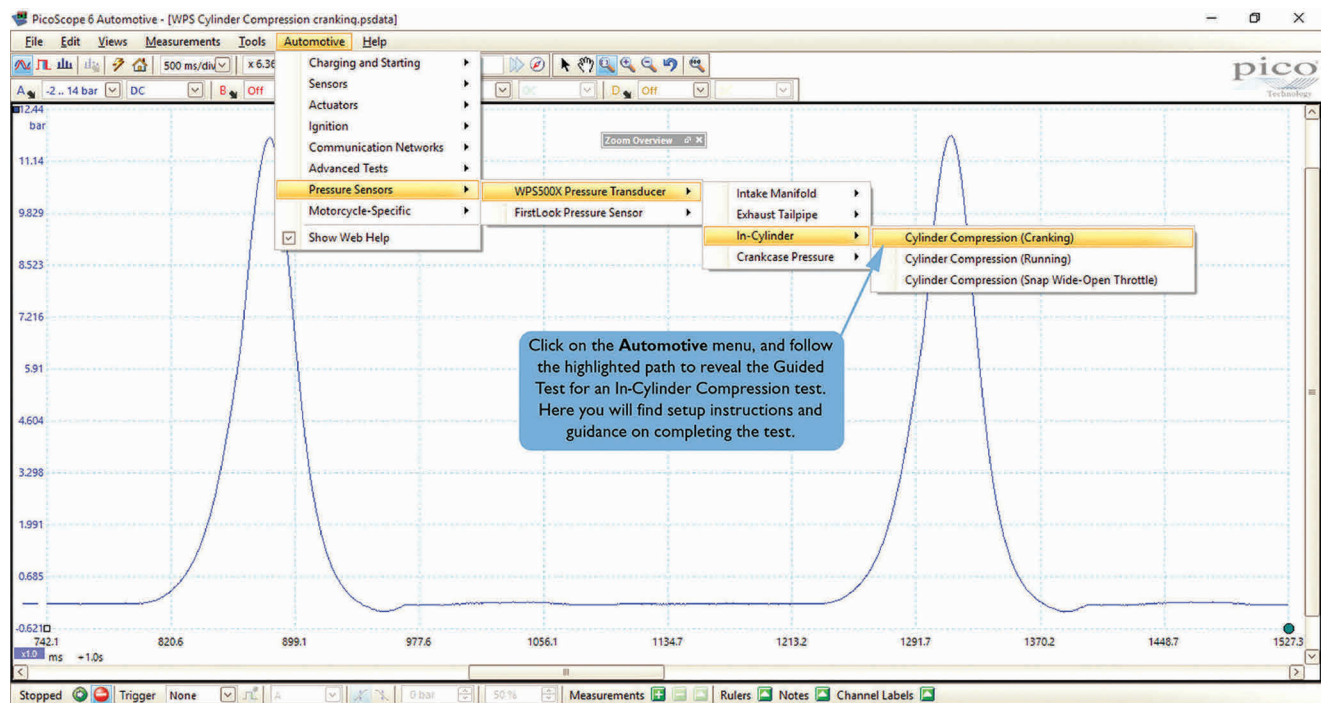 PicoScope 6 Automotive - [WPS Cylinder Compression cranking.psdata]
File Edit Views Measurements Tools Automotive Help
500 ms/div x 6.36
A -2 .. 14 bar DC B Off DC D Off
pico
Technology
Charging and Starting
Sensors
Actuators
Ignition
Communication Networks
Advanced Tests
Pressure Sensors
Motorcycle-Specific
Show Web Help
WPS500X Pressure Transducer
FirstLook Pressure Sensor
Intake Manifold
Exhaust Tailpipe
In-Cylinder
Crankcase Pressure
Cylinder Compression (Cranking)
Cylinder Compression (Running)
Cylinder Compression (Snap Wide-Open Throttle)
Zoom Overview
Click on the Automotive menu, and follow
the highlighted path to reveal the Guided
Test for an In-Cylinder Compression test.
Here you will find setup instructions and
guidance on completing the test.
12.44
bar
11.14
9.829
8.523
7.216
5.91
4.604
3.298
1.991
0.685
-0.621
742.1 820.6 899.1 977.6 1056.1 1134.7 1213.2 1291.7 1370.2 1448.7 1527.3
x1.0 ms +1.0s
Stopped Trigger None A 50 % Measurements Rulers Notes Channel Labels